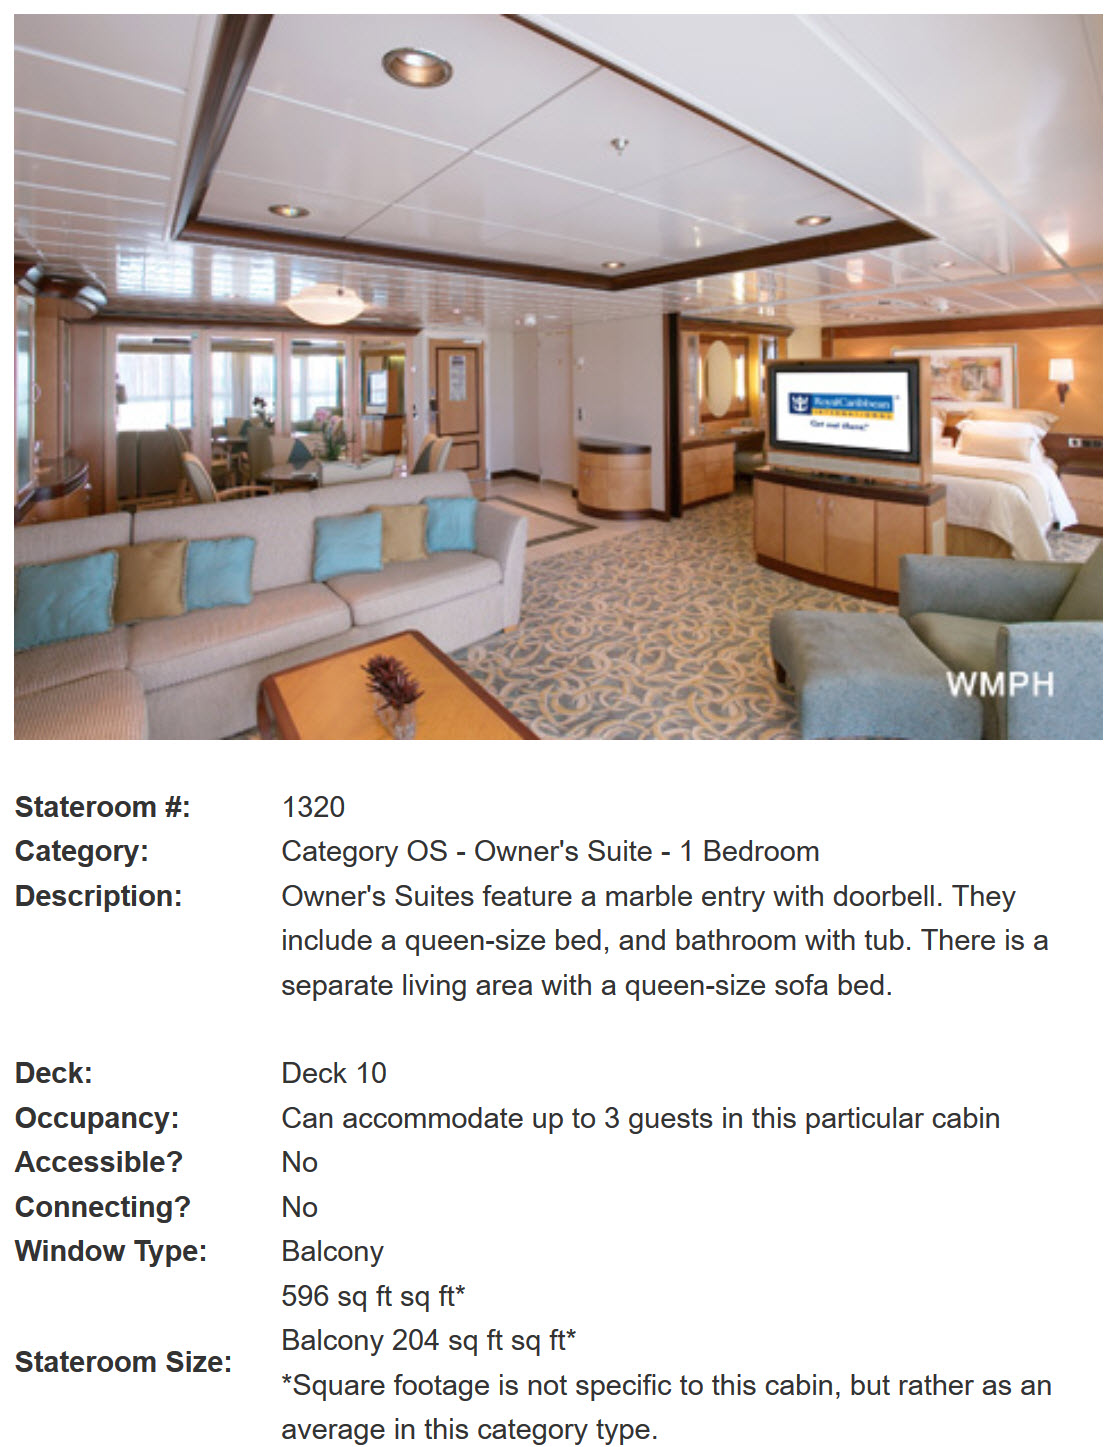 RoyalCaribbean
INTERNATIONAL
Get out there.
WMPH
Stateroom #: 1320
Category: Category OS - Owner's Suite - 1 Bedroom
Description: Owner's Suites feature a marble entry with doorbell. They
include a queen-size bed, and bathroom with tub. There is a
separate living area with a queen-size sofa bed.
Deck: Deck 10
Occupancy: Can accommodate up to 3 guests in this particular cabin
Accessible? No
Connecting? No
Window Type: Balcony
596 sq ft sq ft*
Balcony 204 sq ft sq ft*
Stateroom Size:
*Square footage is not specific to this cabin, but rather as an
average in this category type.